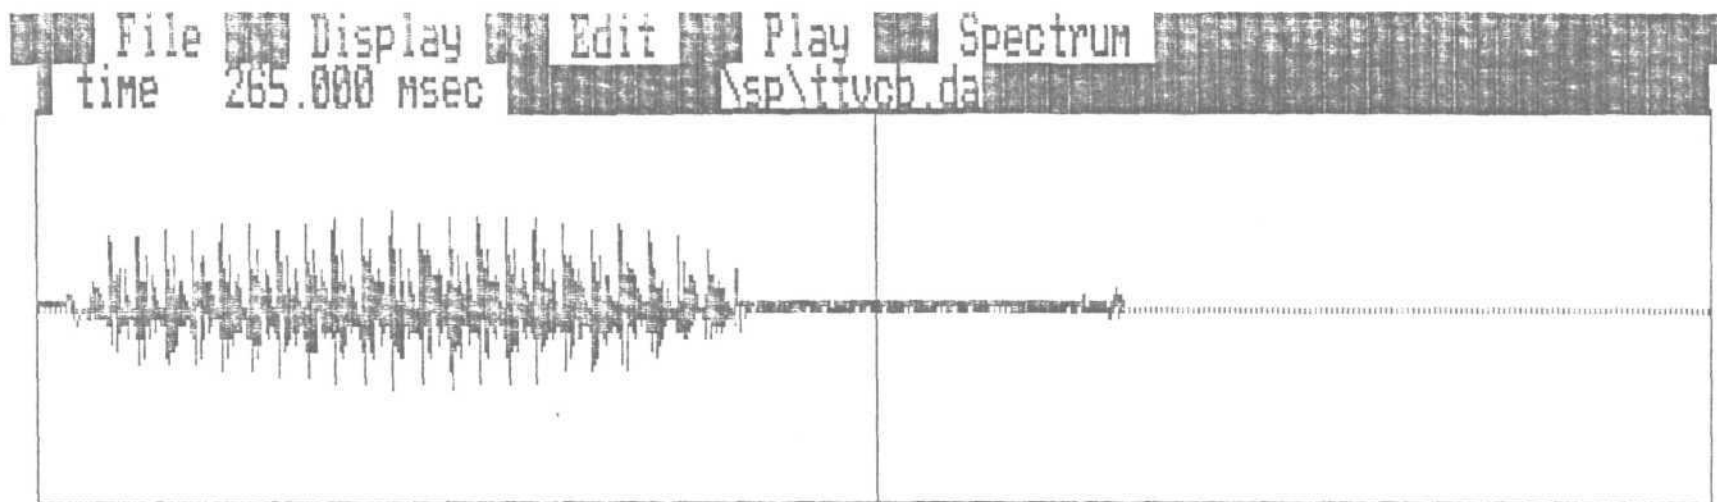 File Display Edit Play Spectrum
time 265.000 msec \sp\ttvcb.da